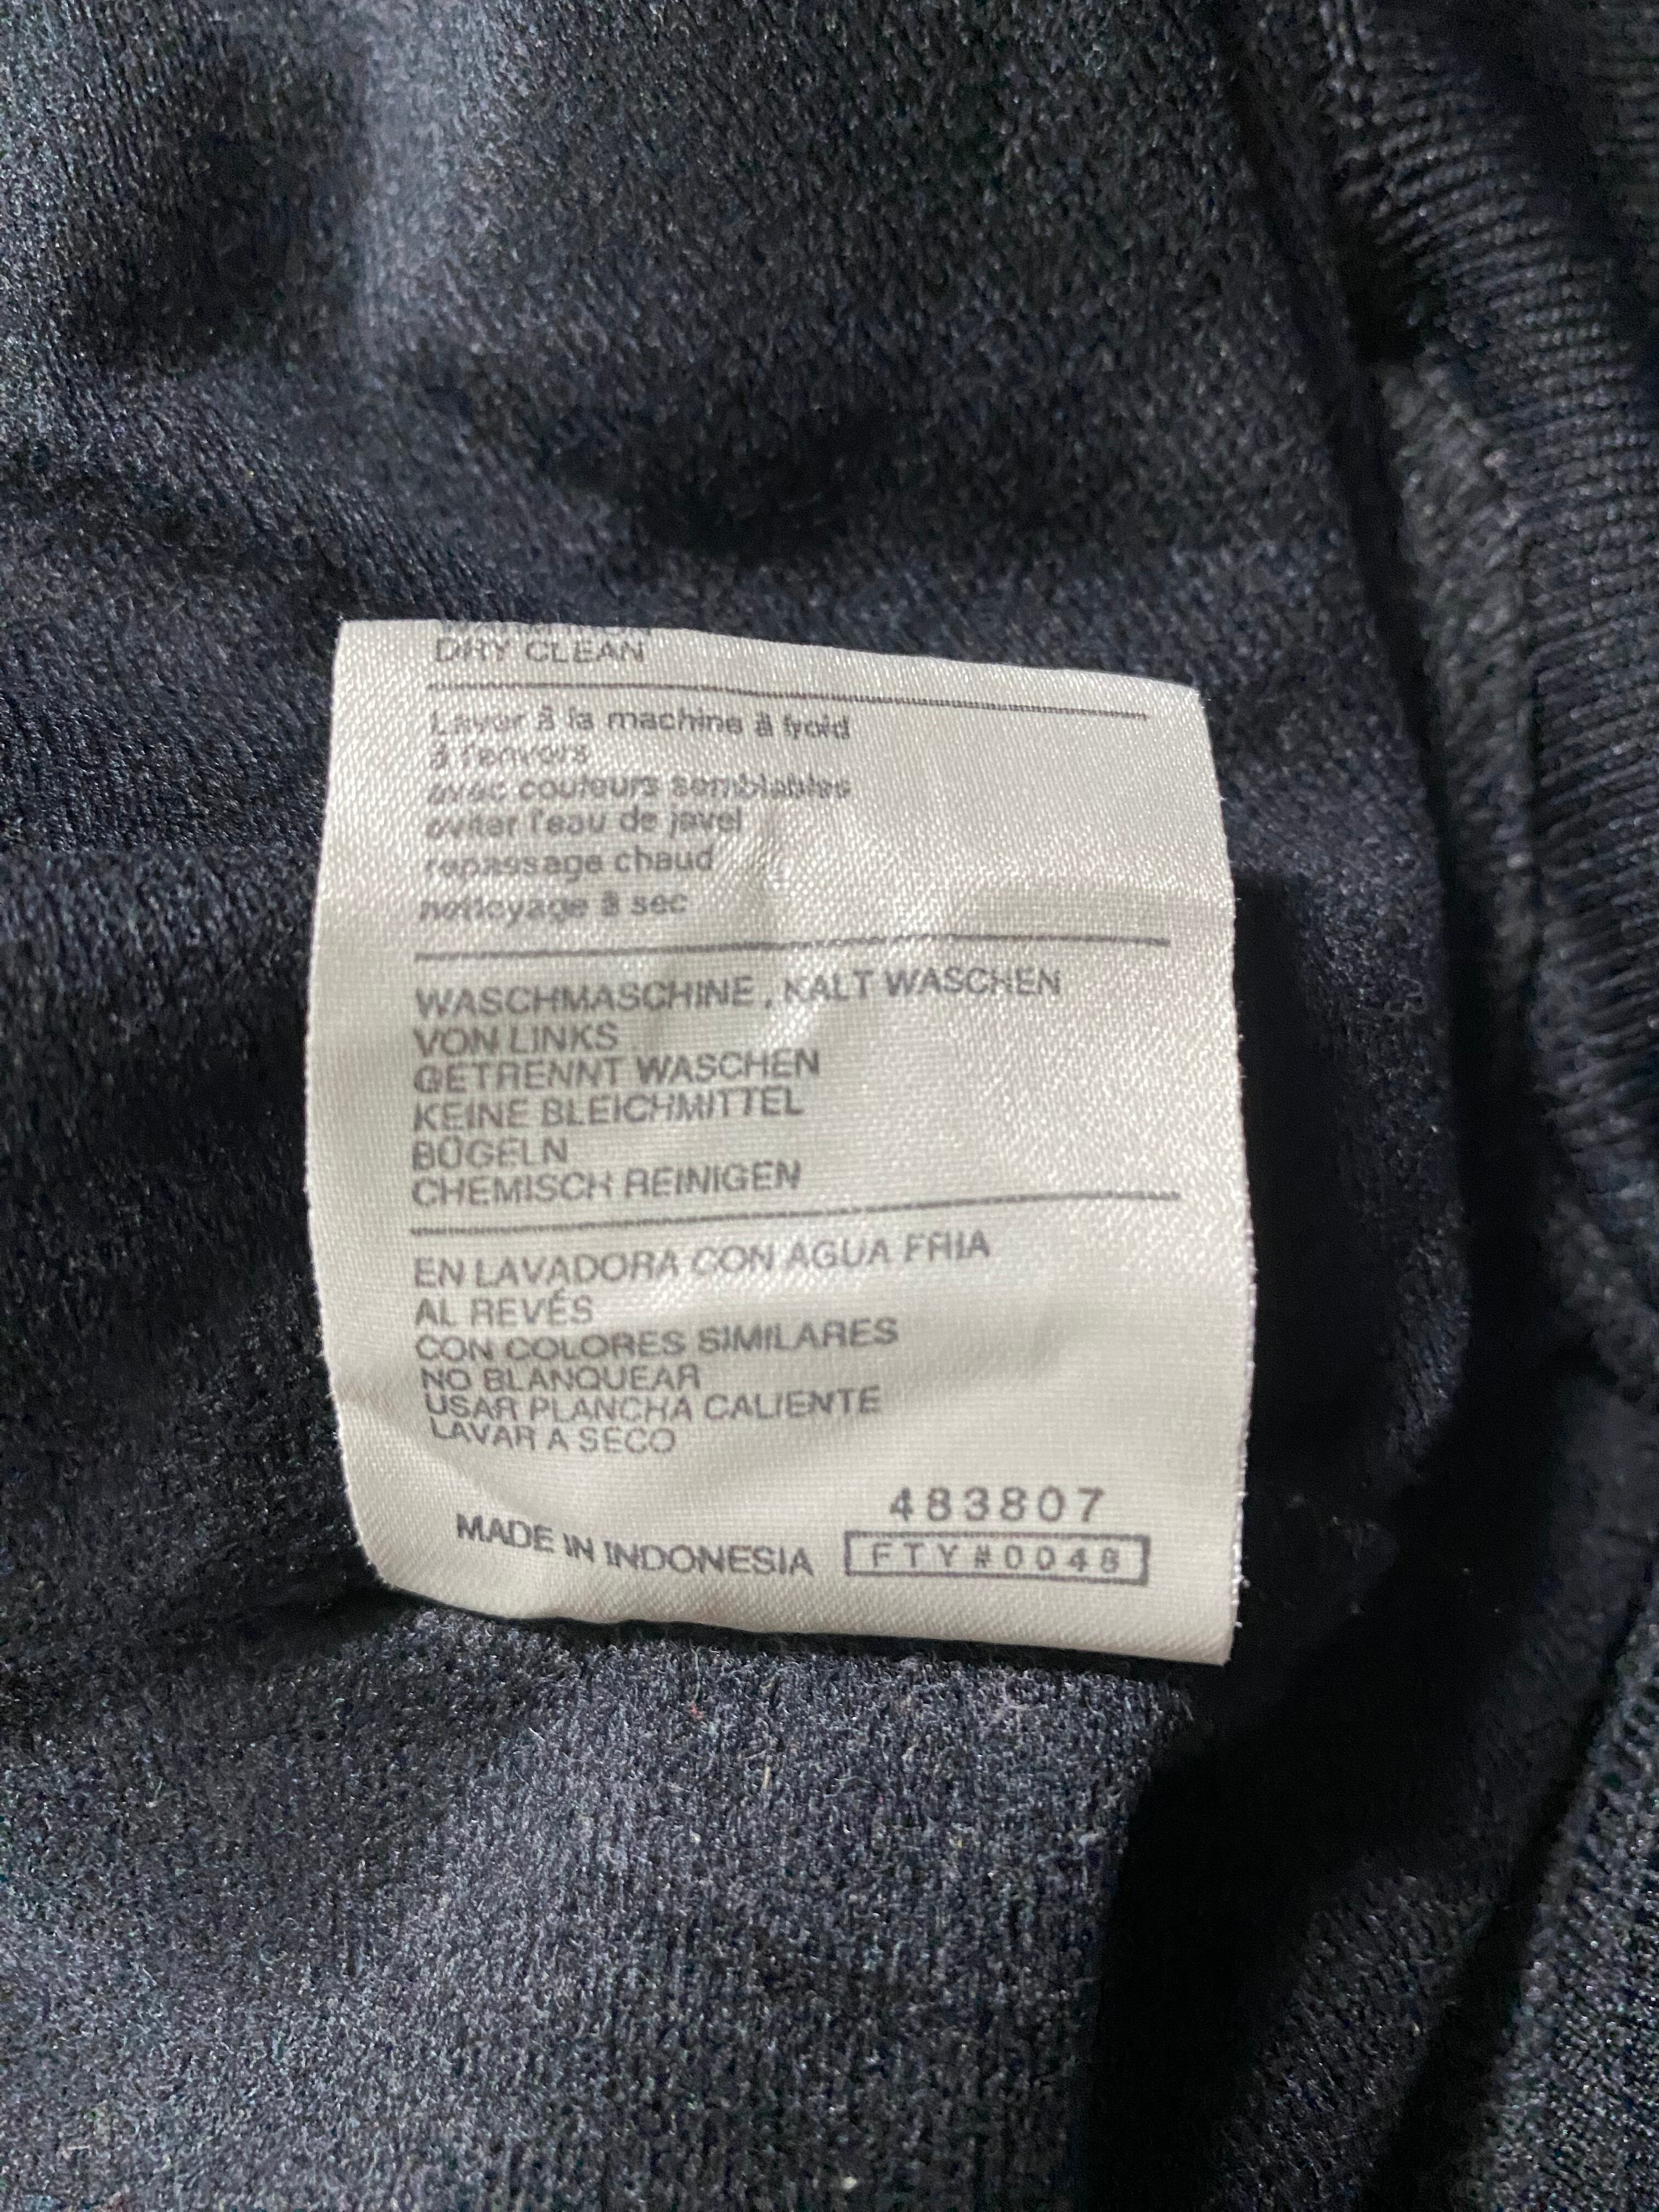 DRY CLEAN
Laver à la machine à froid
à l'envers
avec couleurs semblables
eviter l'eau de javel
repassage chaud
nettoyage à sec
WASCHMASCHINE, KALT WASCHEN
VON LINKS
GETRENNT WASCHEN
KEINE BLEICHMITTEL
BÜGELN
CHEMISCH REINIGEN
EN LAVADORA CON AGUA FRIA
AL REVÉS
CON COLORES SIMILARES
NO BLANQUEAR
USAR PLANCHA CALIENTE
LAVAR A SECO
483807
MADE IN INDONESIA FTY#0048